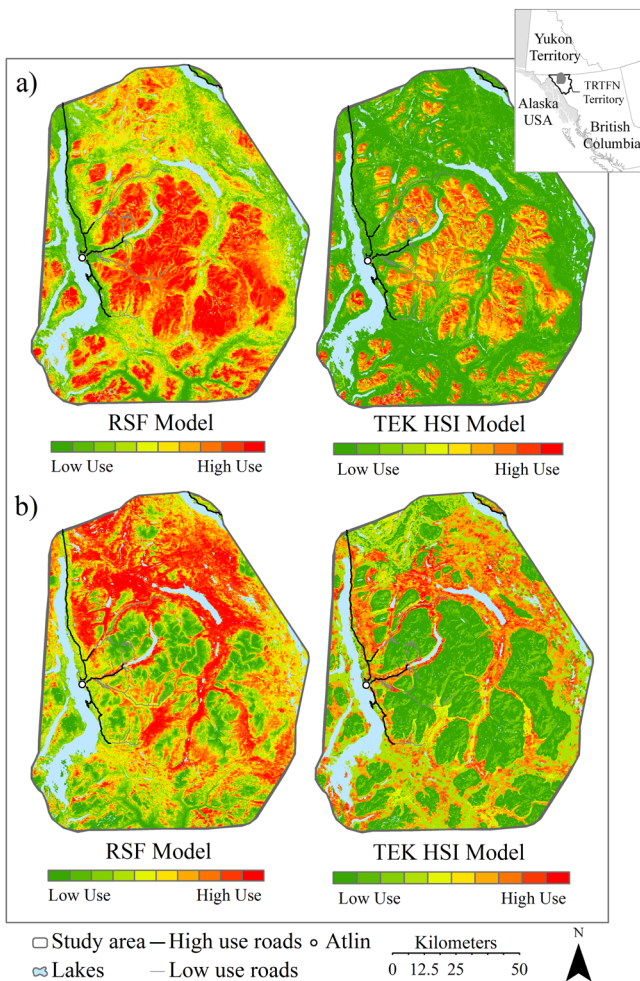 Yukon
Territory
TRTFN
Territory
Alaska
USA
British
Columbia
a)
RSF Model
TEK HSI Model
Low Use High Use
Low Use High Use
b)
RSF Model
TEK HSI Model
Low Use High Use
Low Use High Use
Study area High use roads Atlin Kilometers N
Lakes Low use roads 0 12.5 25 50